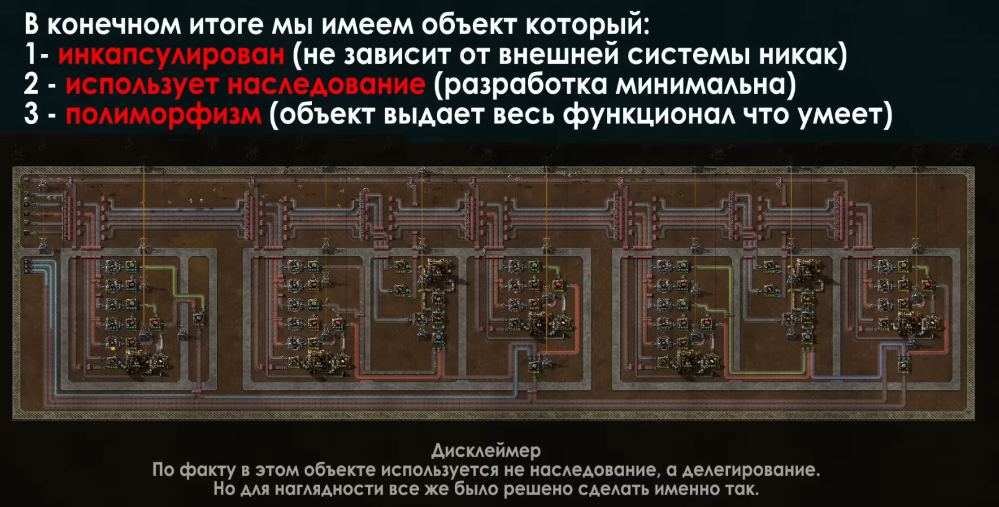 В конечном итоге мы имеем объект который:
1- инкапсулирован (не зависит от внешней системы никак)
2 - использует наследование (разработка минимальна)
3 - полиморфизм (объект выдает весь функционал что умеет)
Дисклеймер
По факту в этом объекте используется не наследование, а делегирование.
Но для наглядности все же было решено сделать именно так.